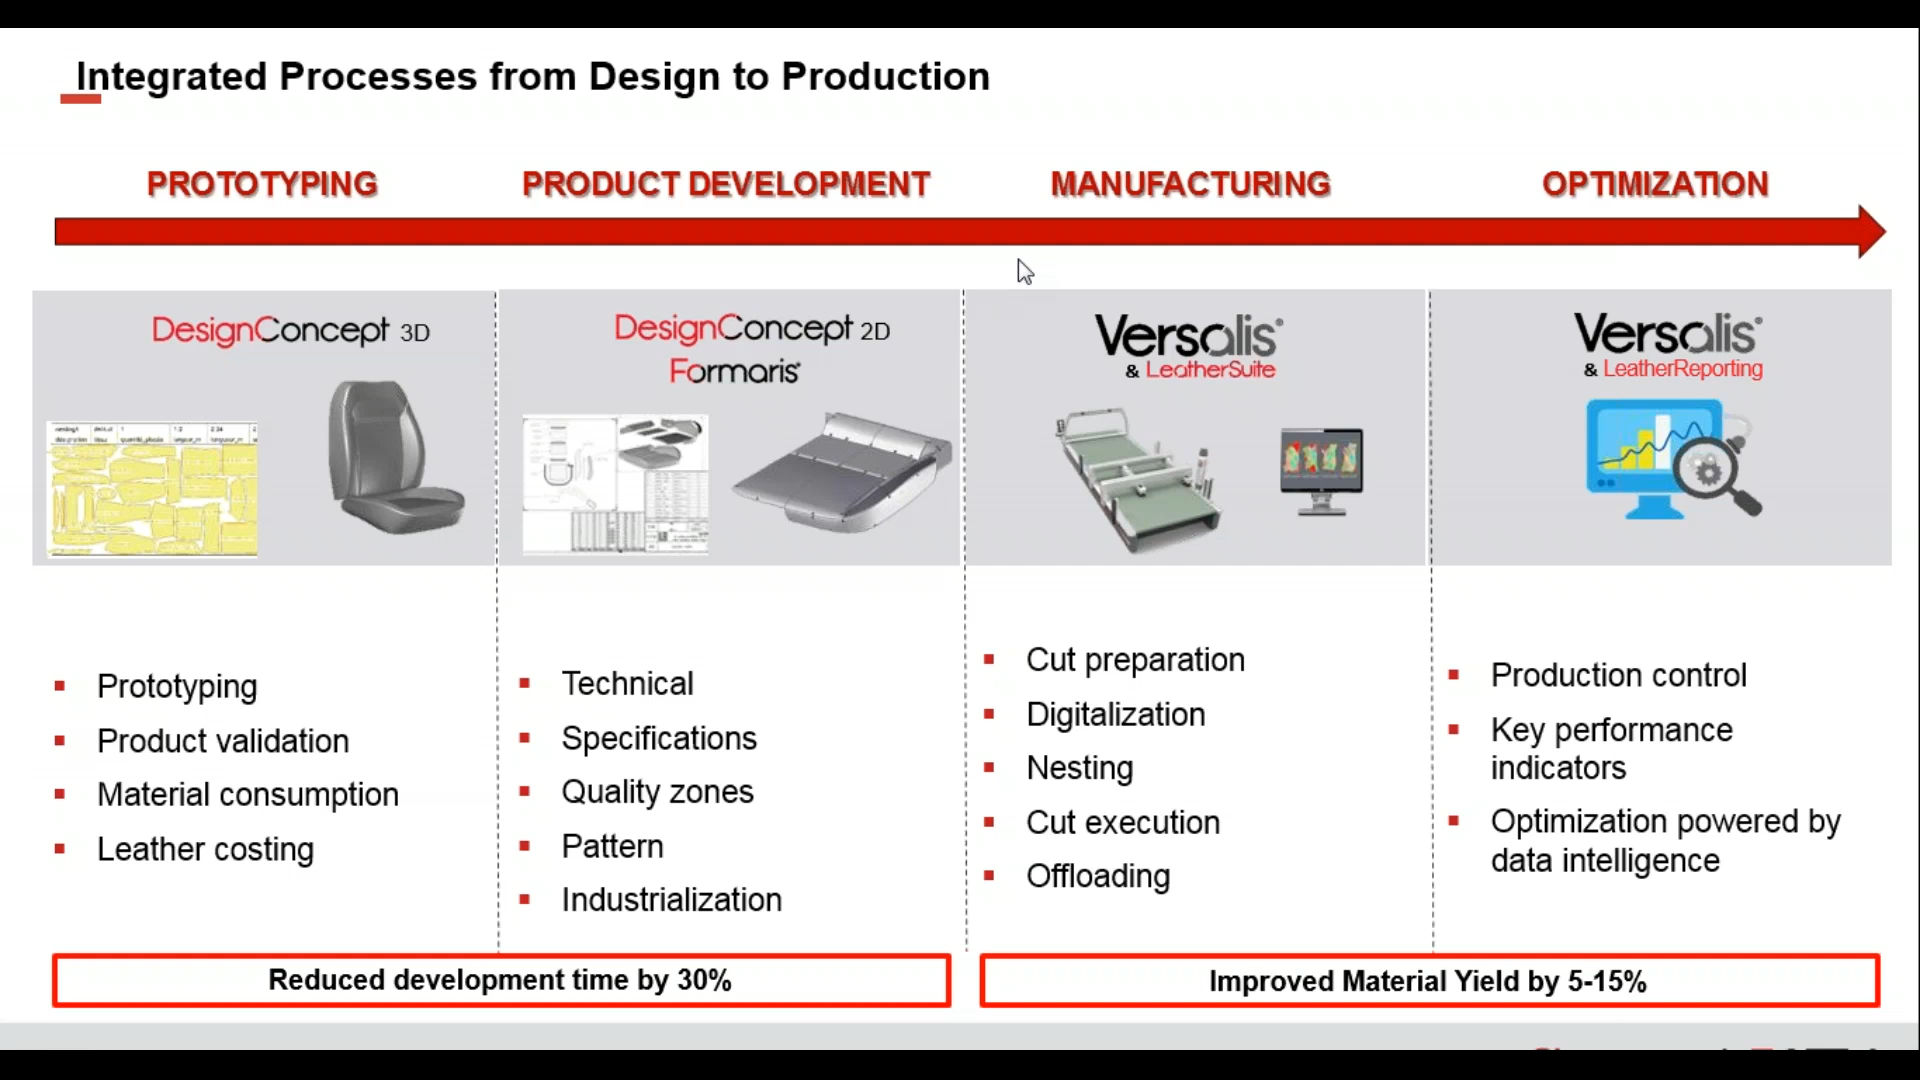 Integrated Processes from Design to Production
PROTOTYPING
PRODUCT DEVELOPMENT
MANUFACTURING
OPTIMIZATION
DesignConcept 3D
DesignConcept 2D
Formaris®
Versalis®
& LeatherSuite
Versalis®
& LeatherReporting
Prototyping
Product validation
Material consumption
Leather costing
Technical
Specifications
Quality zones
Pattern
Industrialization
Cut preparation
Digitalization
Nesting
Cut execution
Offloading
Production control
Key performance
indicators
Optimization powered by
data intelligence
Reduced development time by 30%
Improved Material Yield by 5-15%